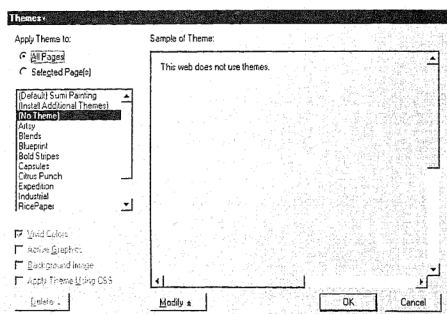 Themes
Apply Theme to:
All Pages
Selected Page(s)
(Default) Sumi Painting
(Install Additional Themes)
(No Theme)
Artsy
Blends
Blueprint
Bold Stripes
Capsules
Citrus Punch
Expedition
Industrial
RicePaper
Vivid Colors
Active Graphics
Background Image
Apply Theme Using CSS
Delete
Sample of Theme:
This web does not use themes.
Modify
OK
Cancel